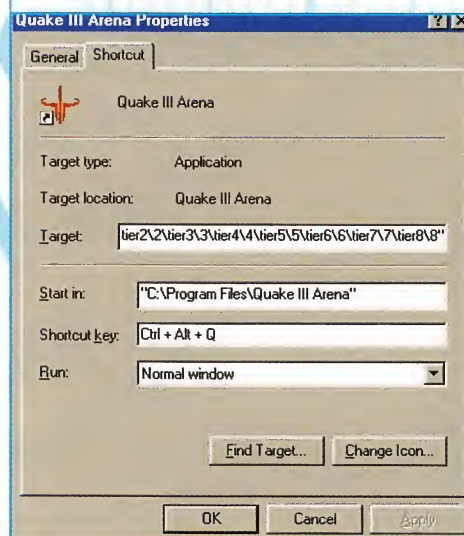 Quake III Arena Properties
General Shortcut
Quake III Arena
Target type: Application
Target location: Quake III Arena
Target: tier2\2\tier3\3\tier4\4\tier5\5\tier6\6\tier7\7\tier8\8"
Start in: "C:\Program Files\Quake III Arena"
Shortcut key: Ctrl + Alt + Q
Run: Normal window
Find Target... Change Icon...
OK Cancel Apply